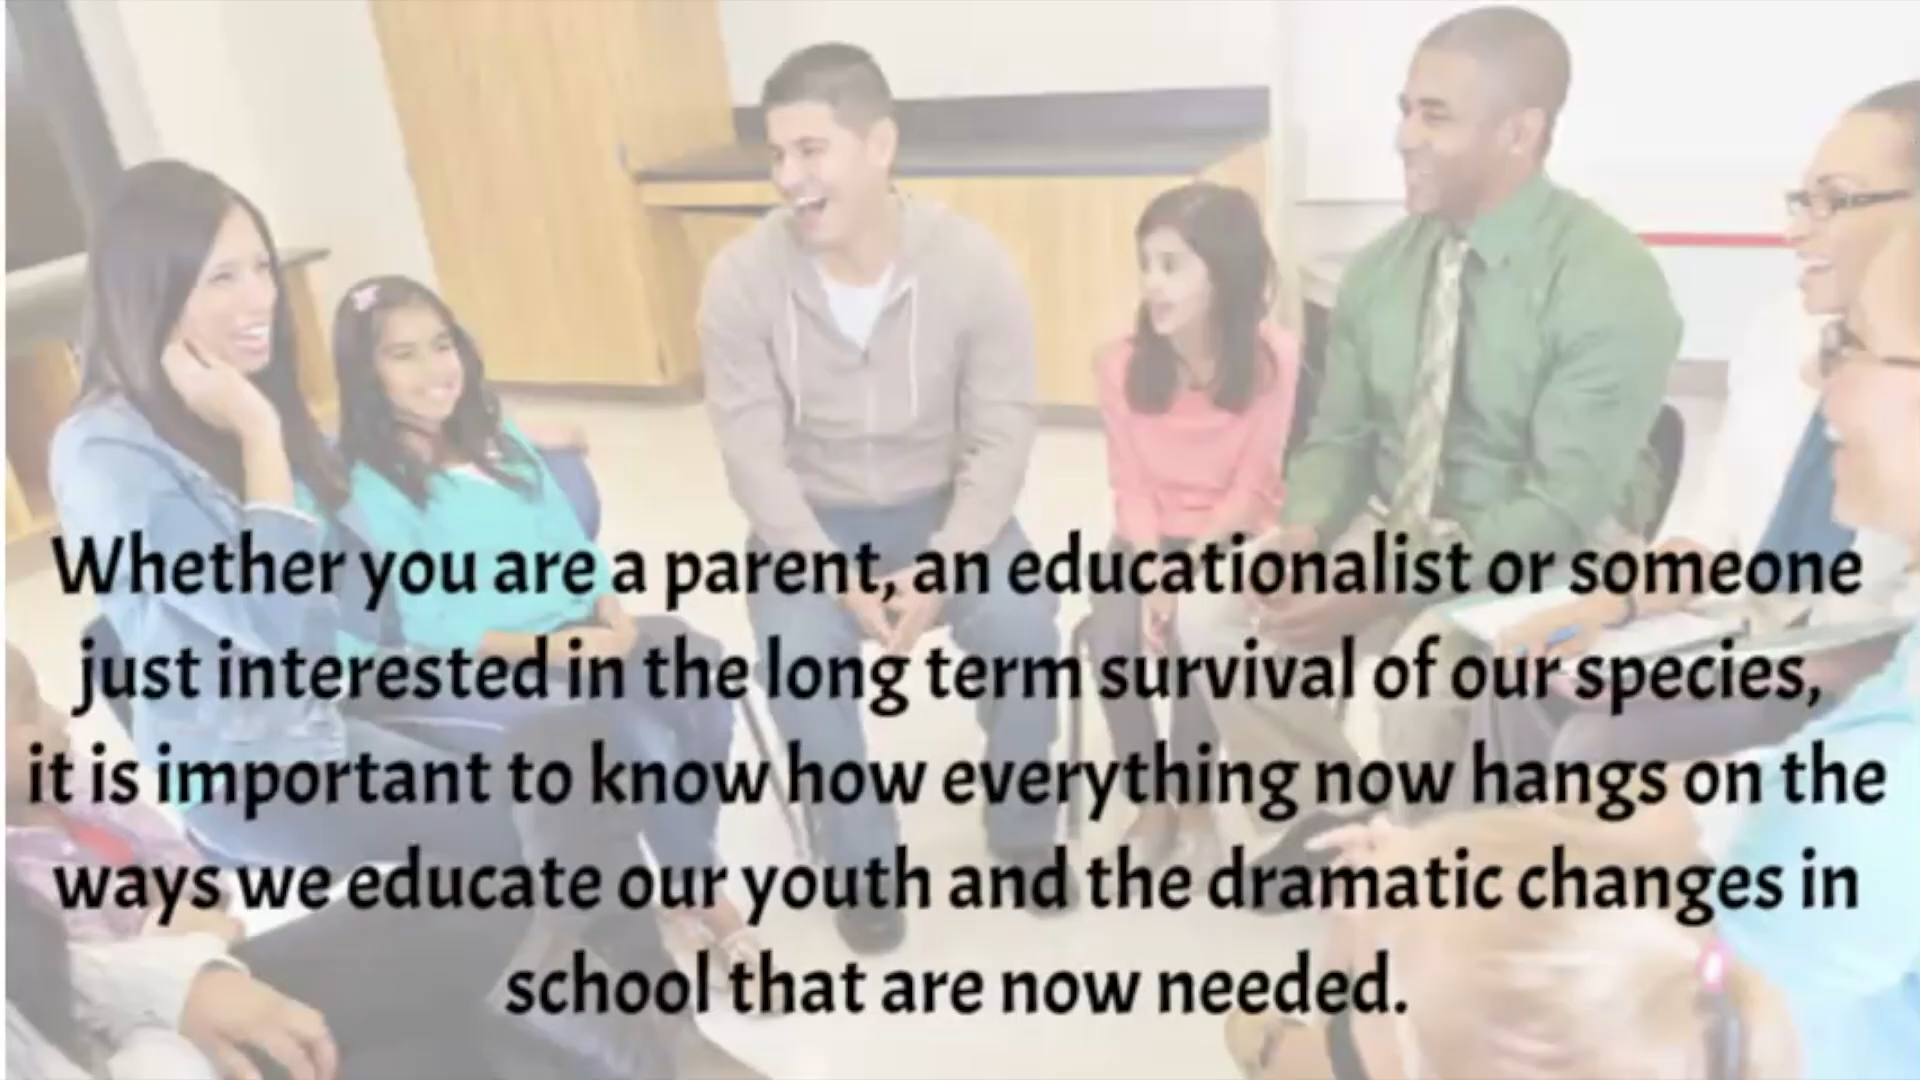 Whether you are a parent, an educationalist or someone
just interested in the long term survival of our species,
it is important to know how everything now hangs on the
ways we educate our youth and the dramatic changes in
school that are now needed.